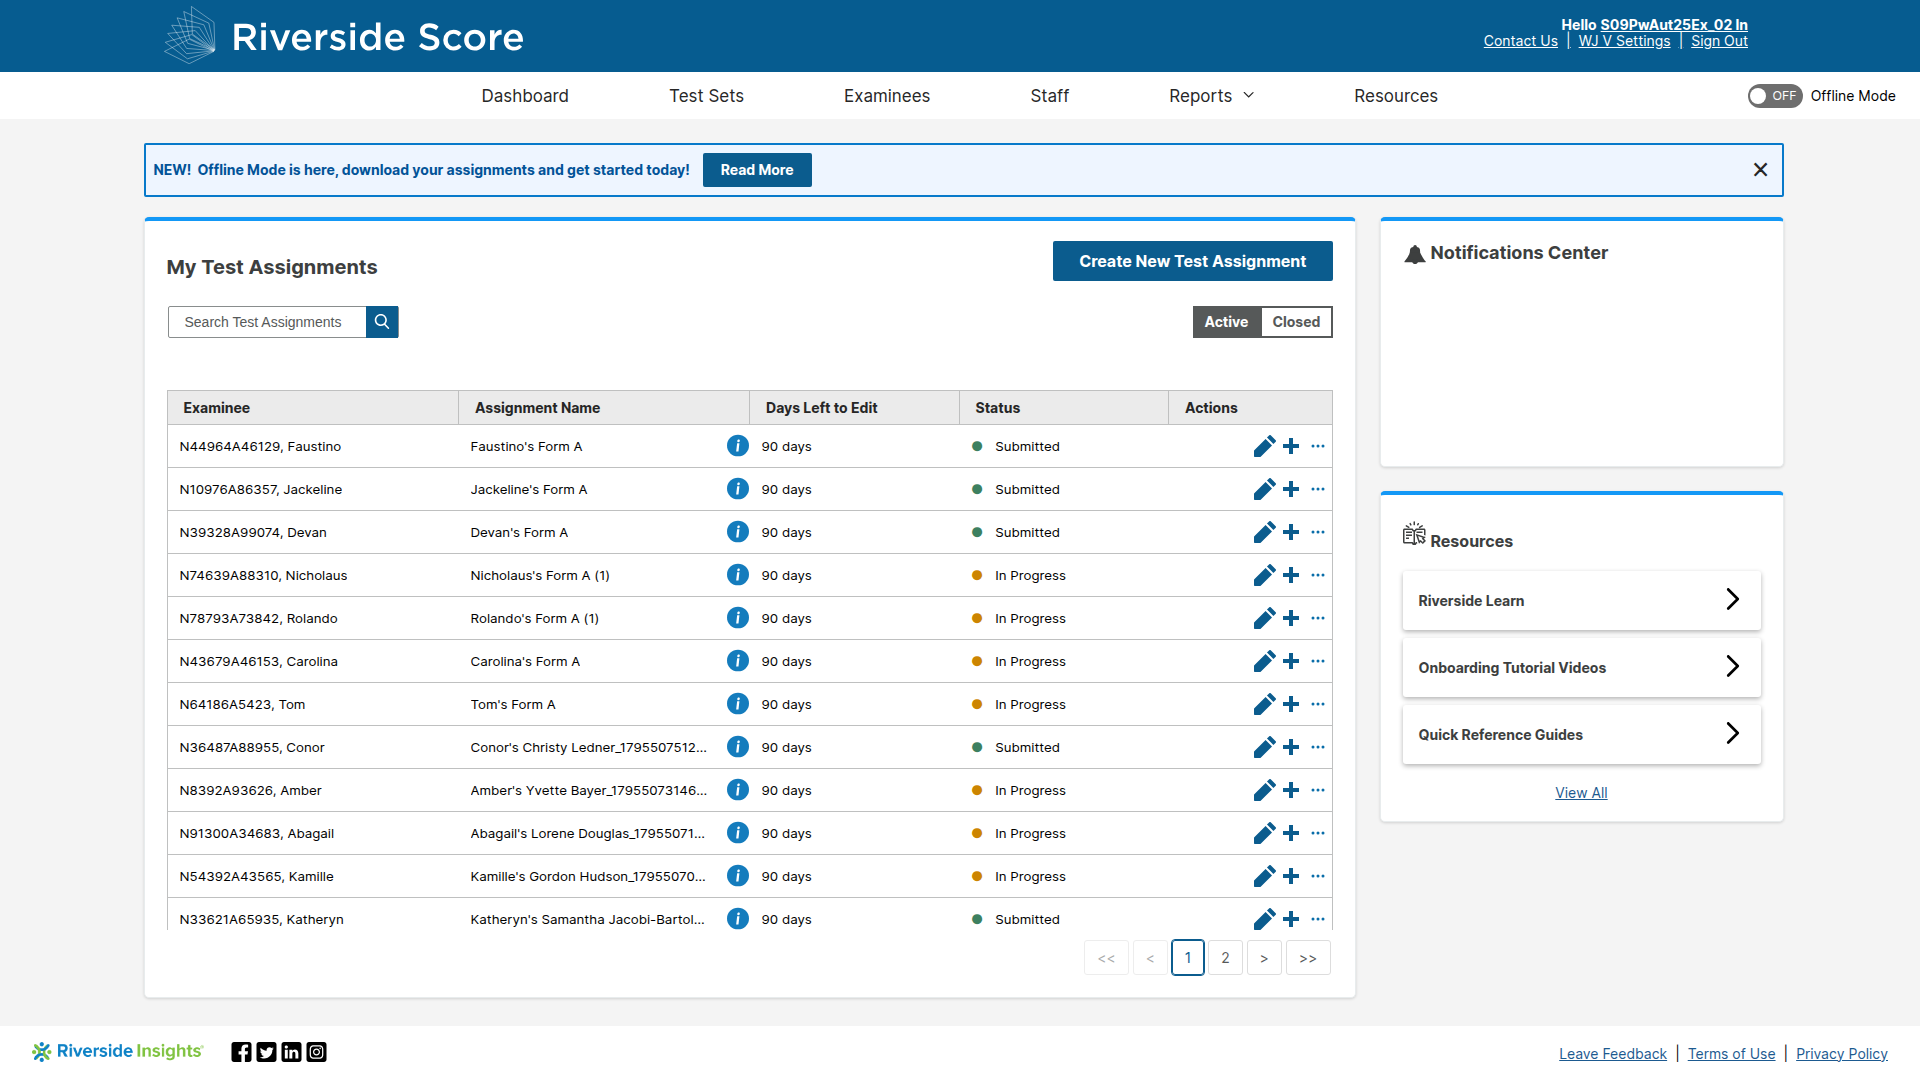 Riverside Score
Hello S09PwAut25Ex_02 In
Contact Us | WJ V Settings | Sign Out
Dashboard Test Sets Examinees Staff Reports Resources
OFF Offline Mode
NEW! Offline Mode is here, download your assignments and get started today! Read More
My Test Assignments
Create New Test Assignment
Search Test Assignments
Active Closed
Examinee Assignment Name Days Left to Edit Status Actions
N44964A46129, Faustino Faustino's Form A 90 days Submitted
N10976A86357, Jackeline Jackeline's Form A 90 days Submitted
N39328A99074, Devan Devan's Form A 90 days Submitted
N74639A88310, Nicholaus Nicholaus's Form A (1) 90 days In Progress
N78793A73842, Rolando Rolando's Form A (1) 90 days In Progress
N43679A46153, Carolina Carolina's Form A 90 days In Progress
N64186A5423, Tom Tom's Form A 90 days In Progress
N36487A88955, Conor Conor's Christy Ledner_1795507512... 90 days Submitted
N8392A93626, Amber Amber's Yvette Bayer_17955073146... 90 days In Progress
N91300A34683, Abagail Abagail's Lorene Douglas_17955071... 90 days In Progress
N54392A43565, Kamille Kamille's Gordon Hudson_17955070... 90 days In Progress
N33621A65935, Katheryn Katheryn's Samantha Jacobi-Bartol... 90 days Submitted
<< < 1 2 > >>
Notifications Center
Resources
Riverside Learn
Onboarding Tutorial Videos
Quick Reference Guides
View All
Riverside Insights
Leave Feedback | Terms of Use | Privacy Policy